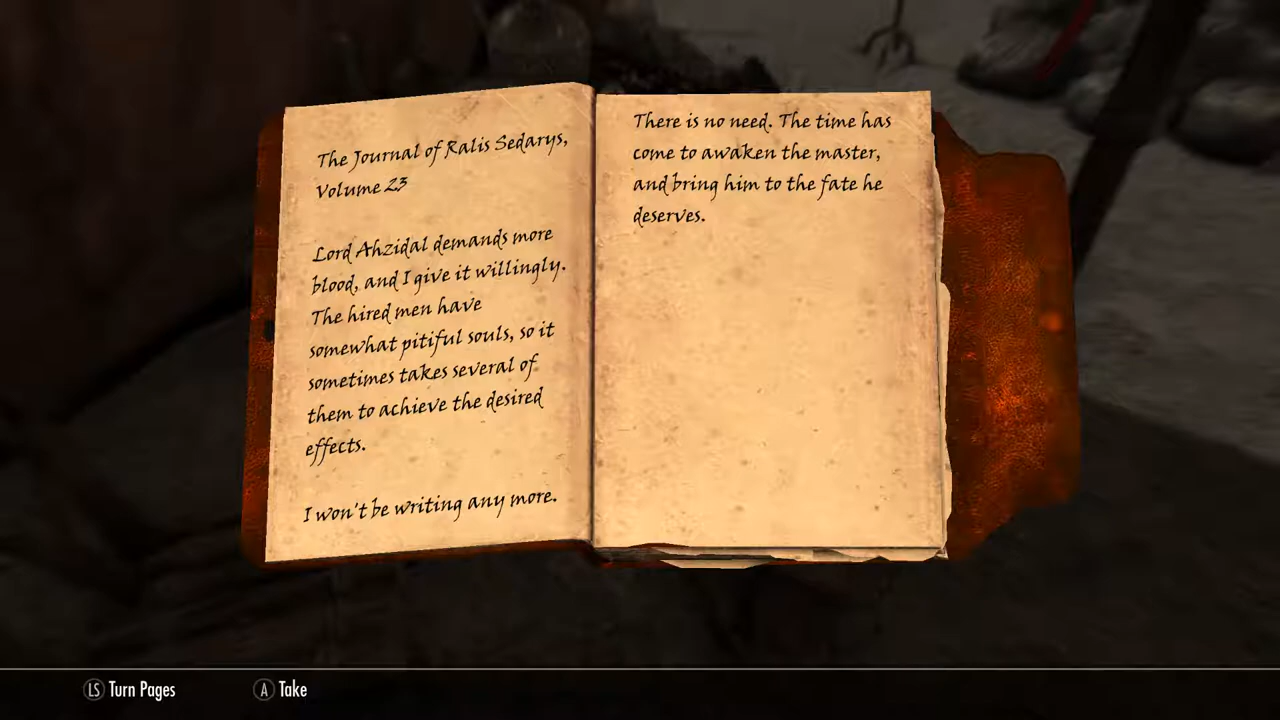 The Journal of Ralis Sedarys,
Volume 23
Lord Ahzidal demands more
blood, and I give it willingly.
The hired men have
somewhat pitiful souls, so it
sometimes takes several of
them to achieve the desired
effects.
I won't be writing any more.
There is no need. The time has
come to awaken the master,
and bring him to the fate he
deserves.
LS Turn Pages
A Take